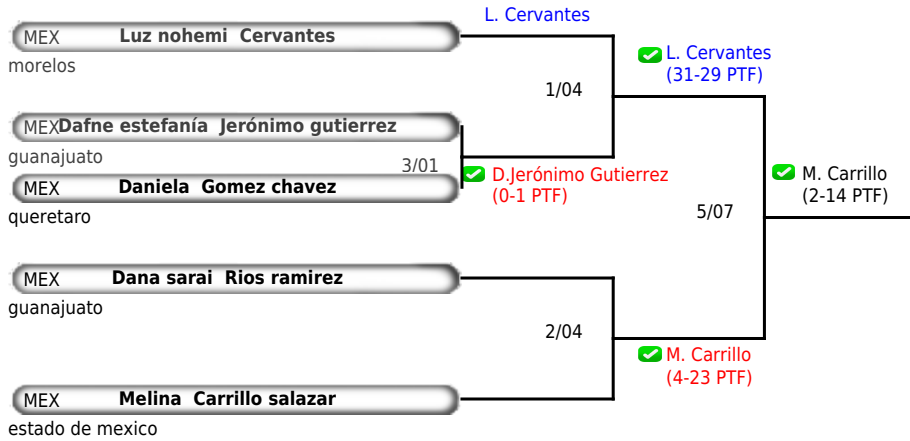 L. Cervantes
MEX Luz nohemi Cervantes
morelos
L. Cervantes
(31-29 PTF)
1/04
MEX Dafne estefanía Jerónimo gutierrez
guanajuato
3/01
D.Jerónimo Gutierrez
(0-1 PTF)
MEX Daniela Gomez chavez
queretaro
M. Carrillo
(2-14 PTF)
5/07
MEX Dana sarai Rios ramirez
guanajuato
2/04
M. Carrillo
(4-23 PTF)
MEX Melina Carrillo salazar
estado de mexico